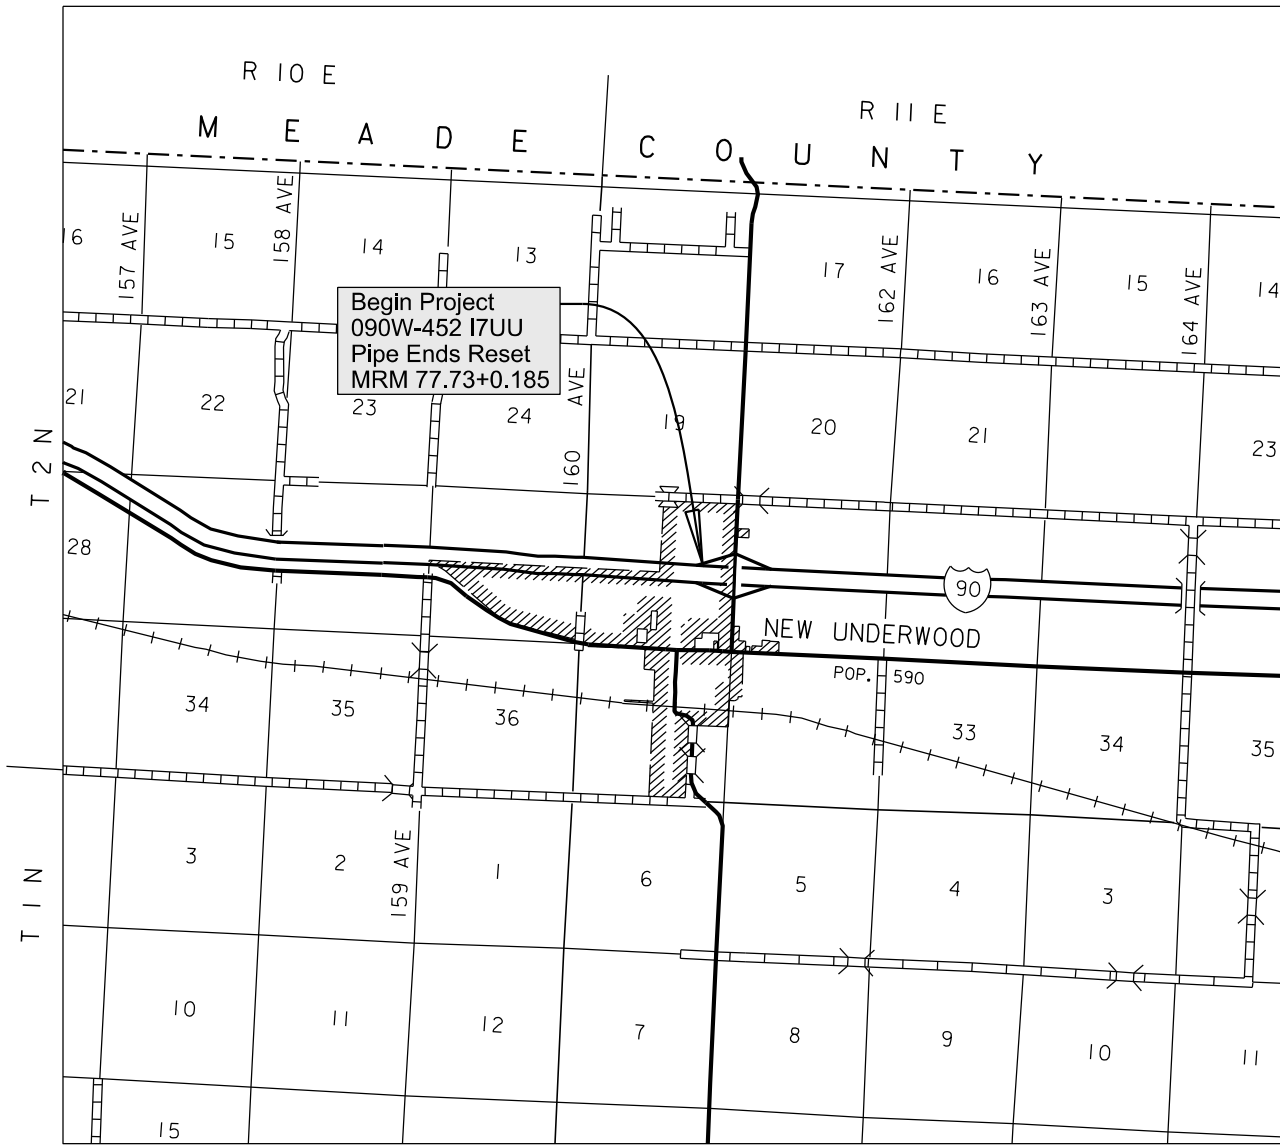 R 10 E
R 11 E
M E A D E C O U N T Y
157 AVE
158 AVE
162 AVE
163 AVE
164 AVE
16
15
14
13
17
16
15
14
Begin Project
090W-452 I7UU
Pipe Ends Reset
MRM 77.73+0.185
160 AVE
T 2 N
21
22
23
24
19
20
21
23
28
90
NEW UNDERWOOD
POP. 590
34
35
36
33
34
35
T 1 N
159 AVE
3
2
1
6
5
4
3
10
11
12
7
8
9
10
11
15